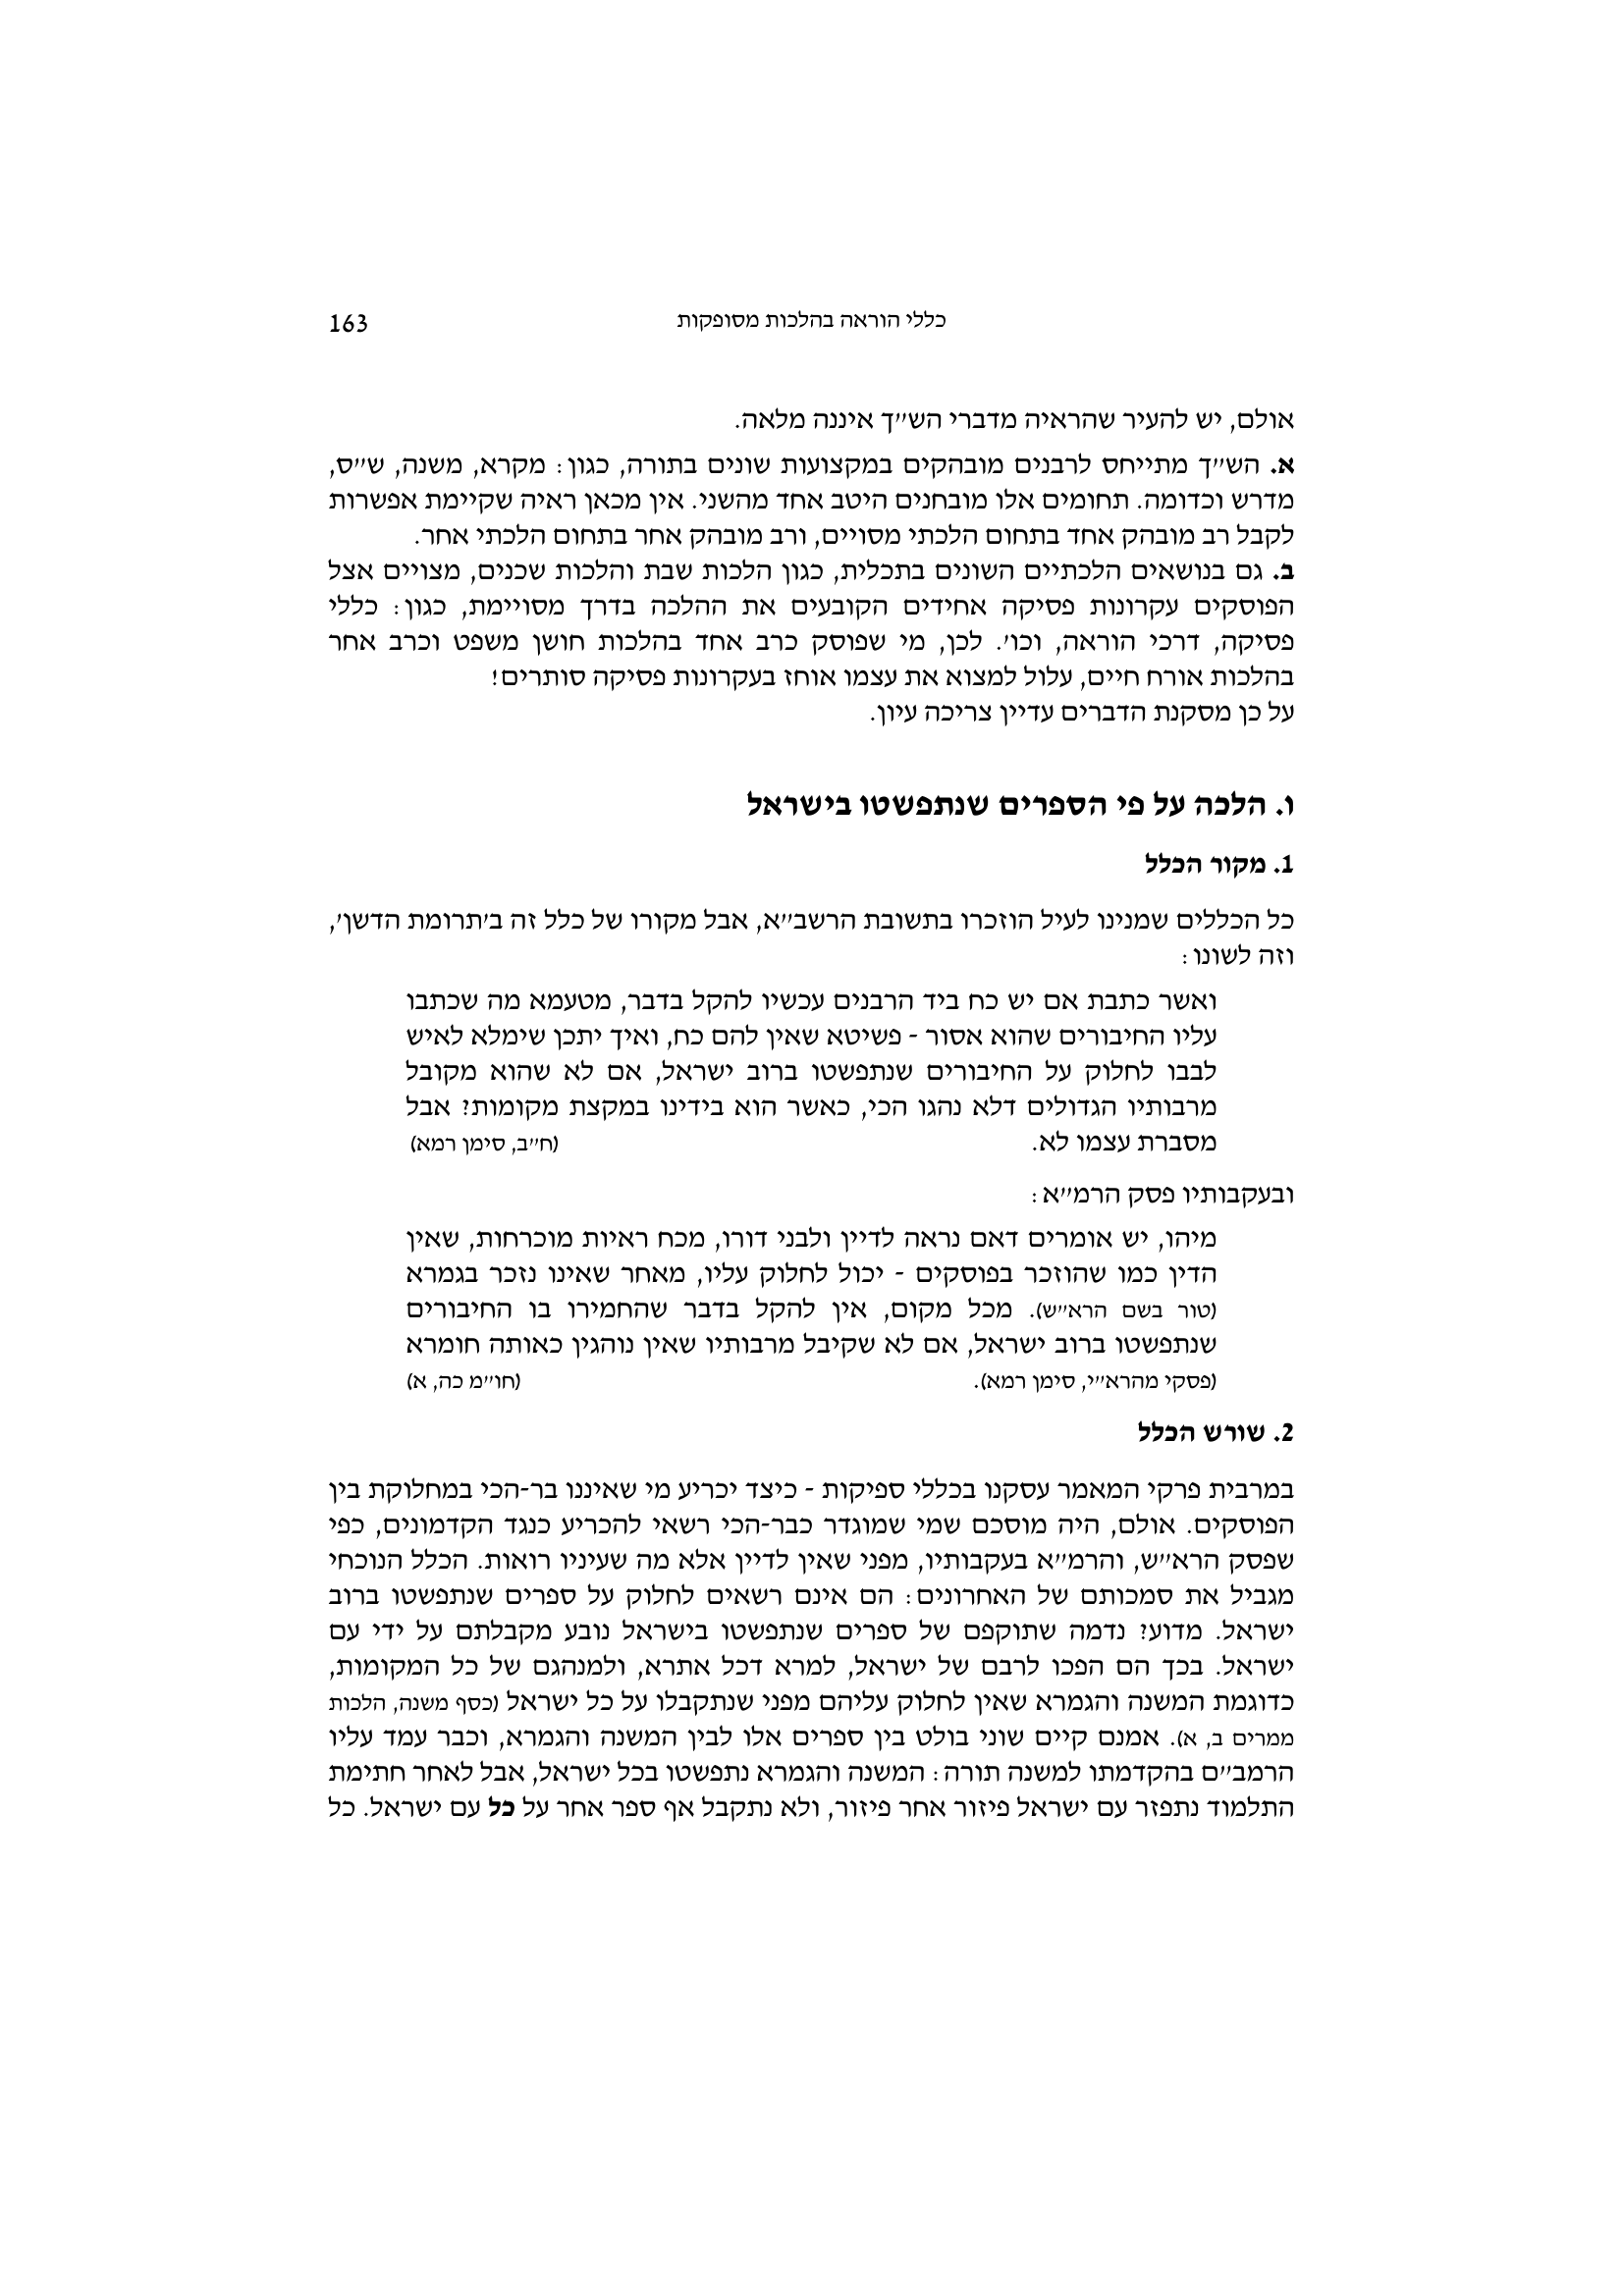 כללי הוראה בהלכות מסופקות 163
אולם, יש להעיר שהראיה מדברי הש״ך איננה מלאה.
א. הש״ך מתייחס לרבנים מובהקים במקצועות שונים בתורה, כגון: מקרא, משנה, ש״ס,
מדרש וכדומה. תחומים אלו מובחנים היטב אחד מהשני. אין מכאן ראיה שקיימת אפשרות
לקבל רב מובהק אחד בתחום הלכתי מסויים, ורב מובהק אחר בתחום הלכתי אחר.
ב. גם בנושאים הלכתיים השונים בתכלית, כגון הלכות שבת והלכות שכנים, מצויים אצל
הפוסקים עקרונות פסיקה אחידים הקובעים את ההלכה בדרך מסויימת, כגון: כללי
פסיקה, דרכי הוראה, וכו׳. לכן, מי שפוסק כרב אחד בהלכות חושן משפט וכרב אחר
בהלכות אורח חיים, עלול למצוא את עצמו אוחז בעקרונות פסיקה סותרים!
על כן מסקנת הדברים עדיין צריכה עיון.
ו. הלכה על פי הספרים שנתפשטו בישראל
1. מקור הכלל
כל הכללים שמנינו לעיל הוזכרו בתשובת הרשב״א, אבל מקורו של כלל זה ב׳תרומת הדשן׳,
וזה לשונו:
ואשר כתבת אם יש כח ביד הרבנים עכשיו להקל בדבר, מטעמא מה שכתבו
עליו החיבורים שהוא אסור - פשיטא שאין להם כח, ואיך יתכן שימלא לאיש
לבבו לחלוק על החיבורים שנתפשטו ברוב ישראל, אם לא שהוא מקובל
מרבותיו הגדולים דלא נהגו הכי, כאשר הוא בידינו במקצת מקומות? אבל
מסברת עצמו לא. (ח״ב, סימן רמא)
ובעקבותיו פסק הרמ״א:
מיהו, יש אומרים דאם נראה לדיין ולבני דורו, מכח ראיות מוכרחות, שאין
הדין כמו שהוזכר בפוסקים - יכול לחלוק עליו, מאחר שאינו נזכר בגמרא
(טור בשם הרא״ש). מכל מקום, אין להקל בדבר שהחמירו בו החיבורים
שנתפשטו ברוב ישראל, אם לא שקיבל מרבותיו שאין נוהגין כאותה חומרא
(פסקי מהרא״י, סימן רמא). (חו״מ כה, א)
2. שורש הכלל
במרבית פרקי המאמר עסקנו בכללי ספיקות - כיצד יכריע מי שאיננו בר-הכי במחלוקת בין
הפוסקים. אולם, היה מוסכם שמי שמוגדר כבר-הכי רשאי להכריע כנגד הקדמונים, כפי
שפסק הרא״ש, והרמ״א בעקבותיו, מפני שאין לדיין אלא מה שעיניו רואות. הכלל הנוכחי
מגביל את סמכותם של האחרונים: הם אינם רשאים לחלוק על ספרים שנתפשטו ברוב
ישראל. מדוע? נדמה שתוקפם של ספרים שנתפשטו בישראל נובע מקבלתם על ידי עם
ישראל. בכך הם הפכו לרבם של ישראל, למרא דכל אתרא, ולמנהגם של כל המקומות,
כדוגמת המשנה והגמרא שאין לחלוק עליהם מפני שנתקבלו על כל ישראל (כסף משנה, הלכות
ממרים ב, א). אמנם קיים שוני בולט בין ספרים אלו לבין המשנה והגמרא, וכבר עמד עליו
הרמב״ם בהקדמתו למשנה תורה: המשנה והגמרא נתפשטו בכל ישראל, אבל לאחר חתימת
התלמוד נתפזר עם ישראל פיזור אחר פיזור, ולא נתקבל אף ספר אחר על כל עם ישראל. כל